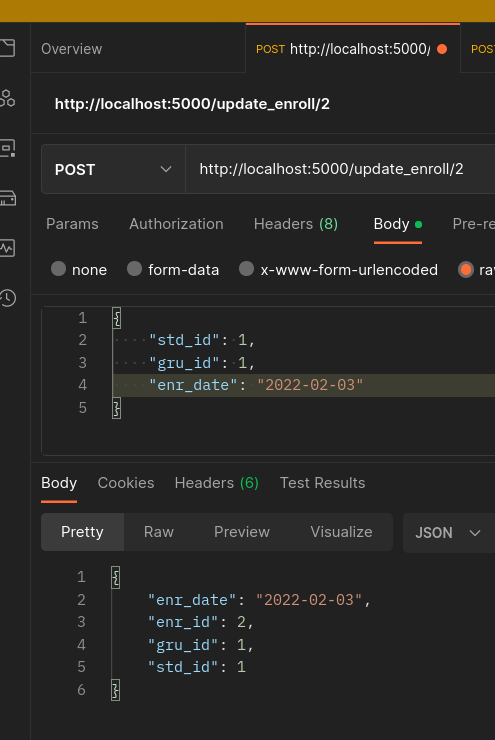 Overview
POST http://localhost:5000/
POS
http://localhost:5000/update_enroll/2
POST
http://localhost:5000/update_enroll/2
Params Authorization Headers (8) Body Pre-re
none form-data x-www-form-urlencoded ra
1 {
2 "std_id": 1,
3 "gru_id": 1,
4 "enr_date": "2022-02-03"
5 }
Body Cookies Headers (6) Test Results
Pretty Raw Preview Visualize JSON
1 {
2 "enr_date": "2022-02-03",
3 "enr_id": 2,
4 "gru_id": 1,
5 "std_id": 1
6 }